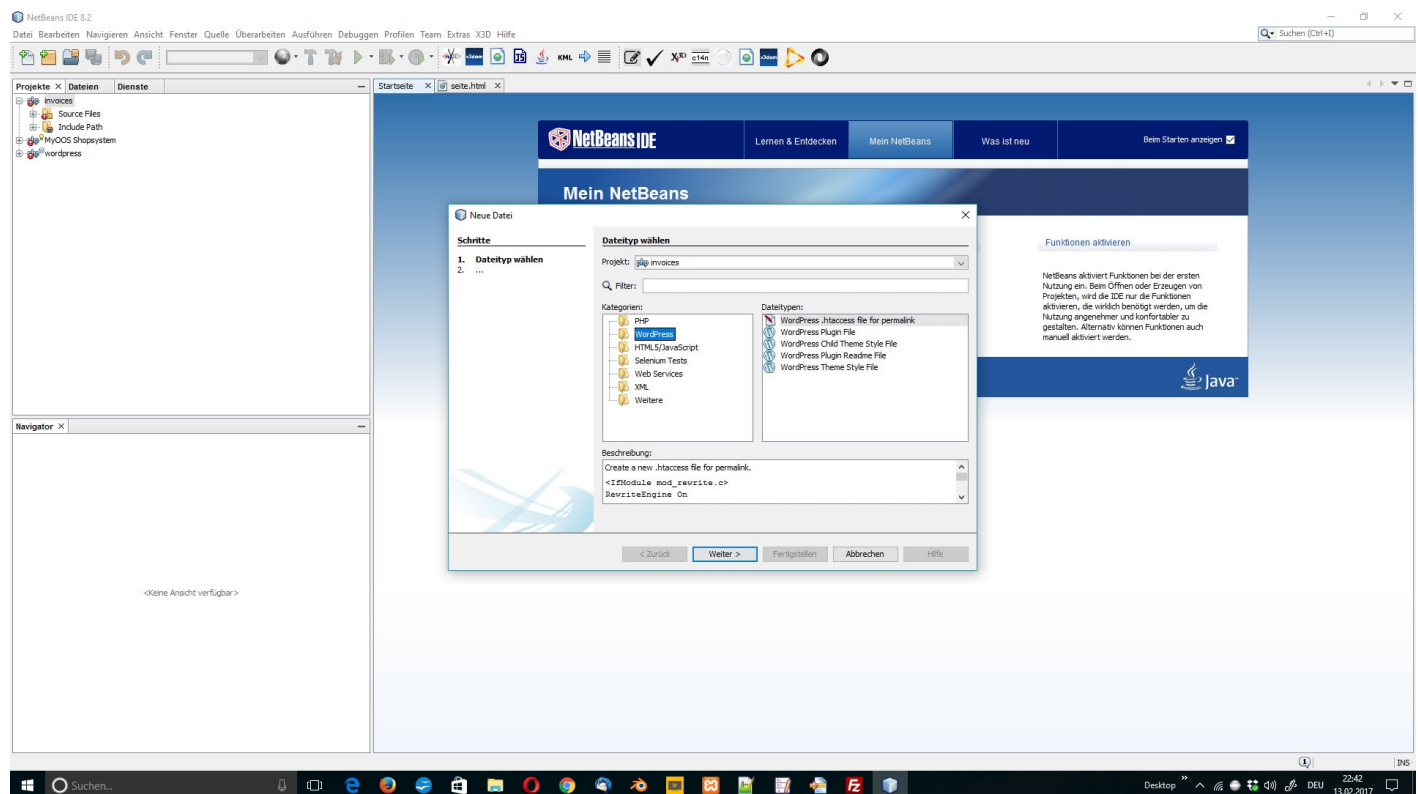 NetBeans IDE 8.2
Datei Bearbeiten Navigieren Ansicht Fenster Quelle Überarbeiten Ausführen Debuggen Profilen Team Extras X3D Hilfe
Suchen (Ctrl+I)
KML
c14n
Projekte Dateien Dienste
Startseite seite.html
invoices
Source Files
Include Path
MyOOS Shopsystem
wordpress
NetBeans IDE
Lernen & Entdecken
Mein NetBeans
Was ist neu
Beim Starten anzeigen
Mein NetBeans
Neue Datei
Schritte
1. Dateityp wählen
2. ...
Dateityp wählen
Projekt: invoices
Filter:
Kategorien:
PHP
WordPress
HTML5/JavaScript
Selenium Tests
Web Services
XML
Weitere
Dateitypen:
WordPress .htaccess file for permalink
WordPress Plugin File
WordPress Child Theme Style File
WordPress Plugin Readme File
WordPress Theme Style File
Beschreibung:
Create a new .htaccess file for permalink.
<IfModule mod_rewrite.c>
RewriteEngine On
< Zurück Weiter > Fertigstellen Abbrechen Hilfe
Funktionen aktivieren
NetBeans aktiviert Funktionen bei der ersten
Nutzung ein. Beim Öffnen oder Erzeugen von
Projekten, wird die IDE nur die Funktionen
aktivieren, die wirklich benötigt werden, um die
Nutzung angenehmer und konfortabler zu
gestalten. Alternativ können Funktionen auch
manuell aktiviert werden.
Java
Navigator
<Keine Ansicht verfügbar>
1
INS
Suchen...
Desktop
DEU
22:42
13.02.2017